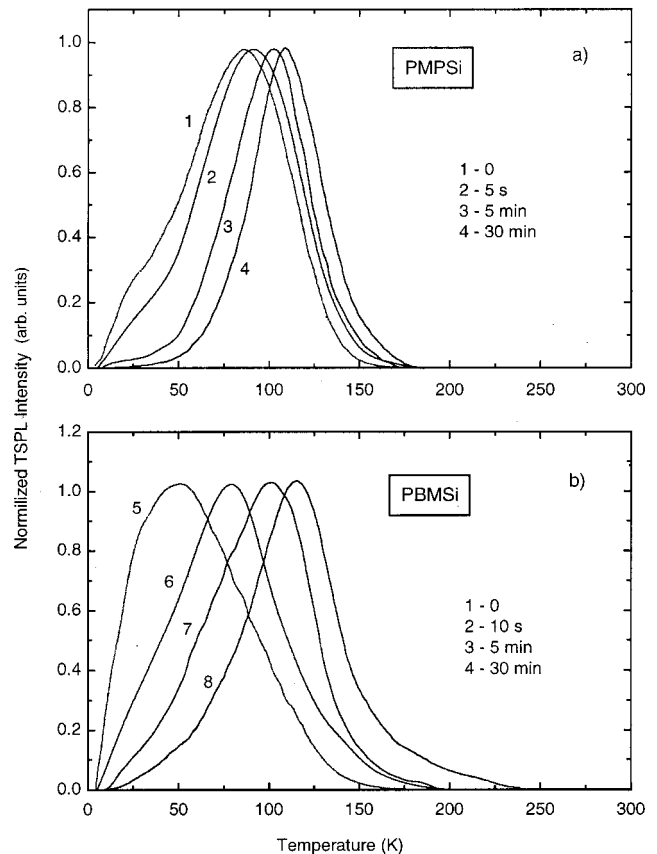 PMPSi
a)
1
2
3
4
1 - 0
2 - 5 s
3 - 5 min
4 - 30 min
1.0
0.8
0.6
0.4
0.2
0.0
0 50 100 150 200 250 300
Normilized TSPL Intensity (arb. units)
1.2
1.0
0.8
0.6
0.4
0.2
0.0
PBMSi
b)
5
6
7
8
1 - 0
2 - 10 s
3 - 5 min
4 - 30 min
0 50 100 150 200 250 300
Temperature (K)